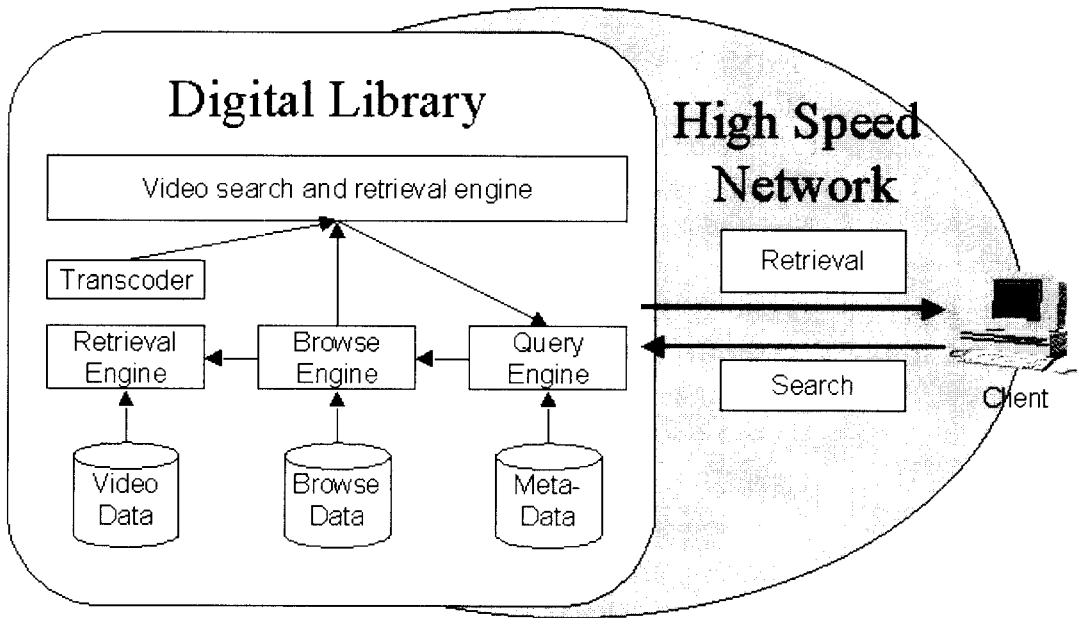 Digital Library
High Speed
Network
Video search and retrieval engine
Transcoder
Retrieval
Engine
Browse
Engine
Query
Engine
Video
Data
Browse
Data
Meta-
Data
Retrieval
Search
Client